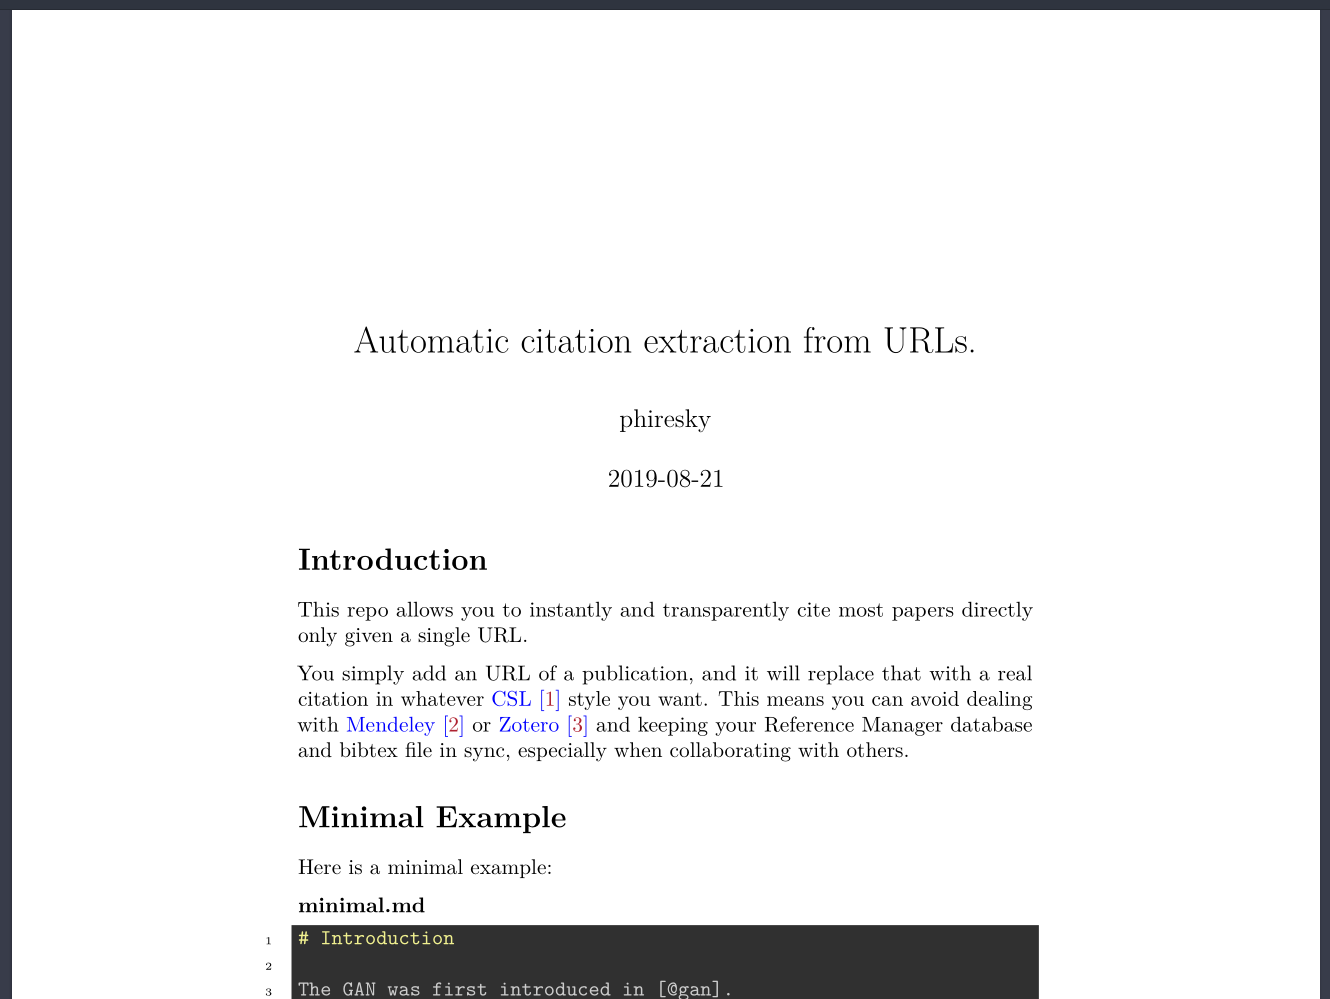 Automatic citation extraction from URLs.
phiresky
2019-08-21
Introduction
This repo allows you to instantly and transparently cite most papers directly
only given a single URL.
You simply add an URL of a publication, and it will replace that with a real
citation in whatever CSL [1] style you want. This means you can avoid dealing
with Mendeley [2] or Zotero [3] and keeping your Reference Manager database
and bibtex file in sync, especially when collaborating with others.
Minimal Example
Here is a minimal example:
minimal.md
1 # Introduction
2
3 The GAN was first introduced in [@gan].